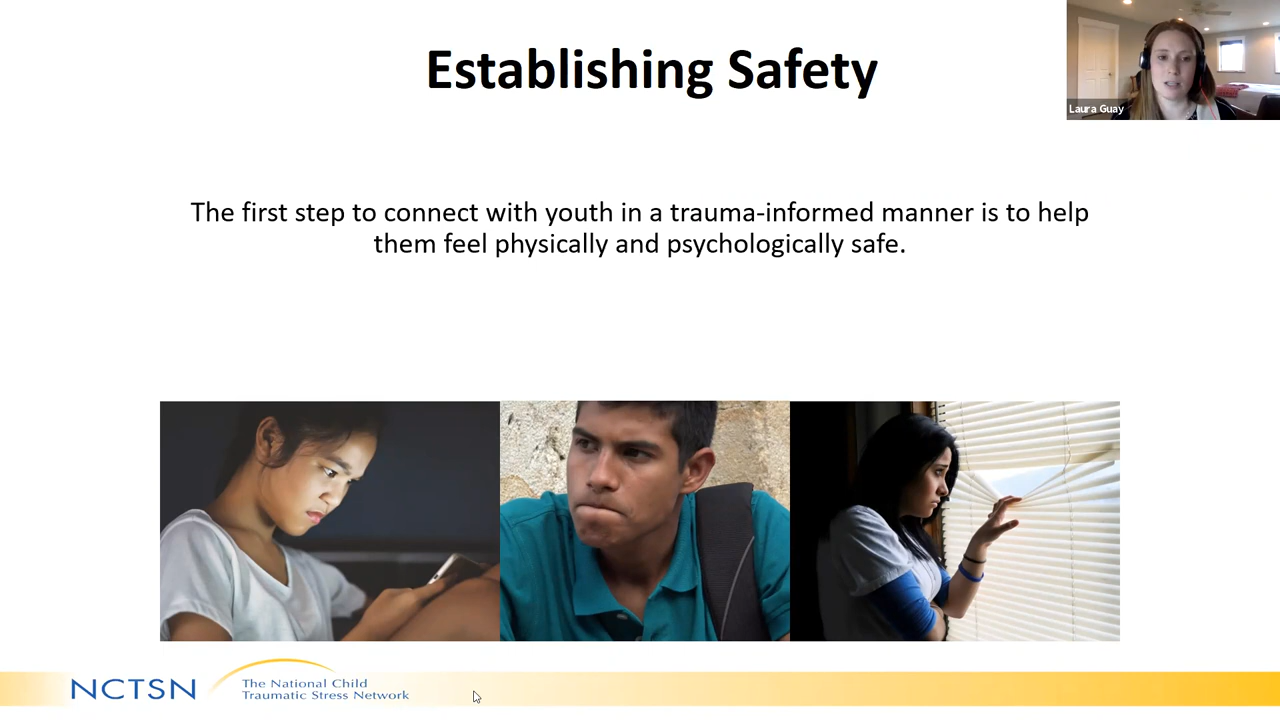 Establishing Safety
Laura Guay
The first step to connect with youth in a trauma-informed manner is to help
them feel physically and psychologically safe.
NCTSN
The National Child
Traumatic Stress Network